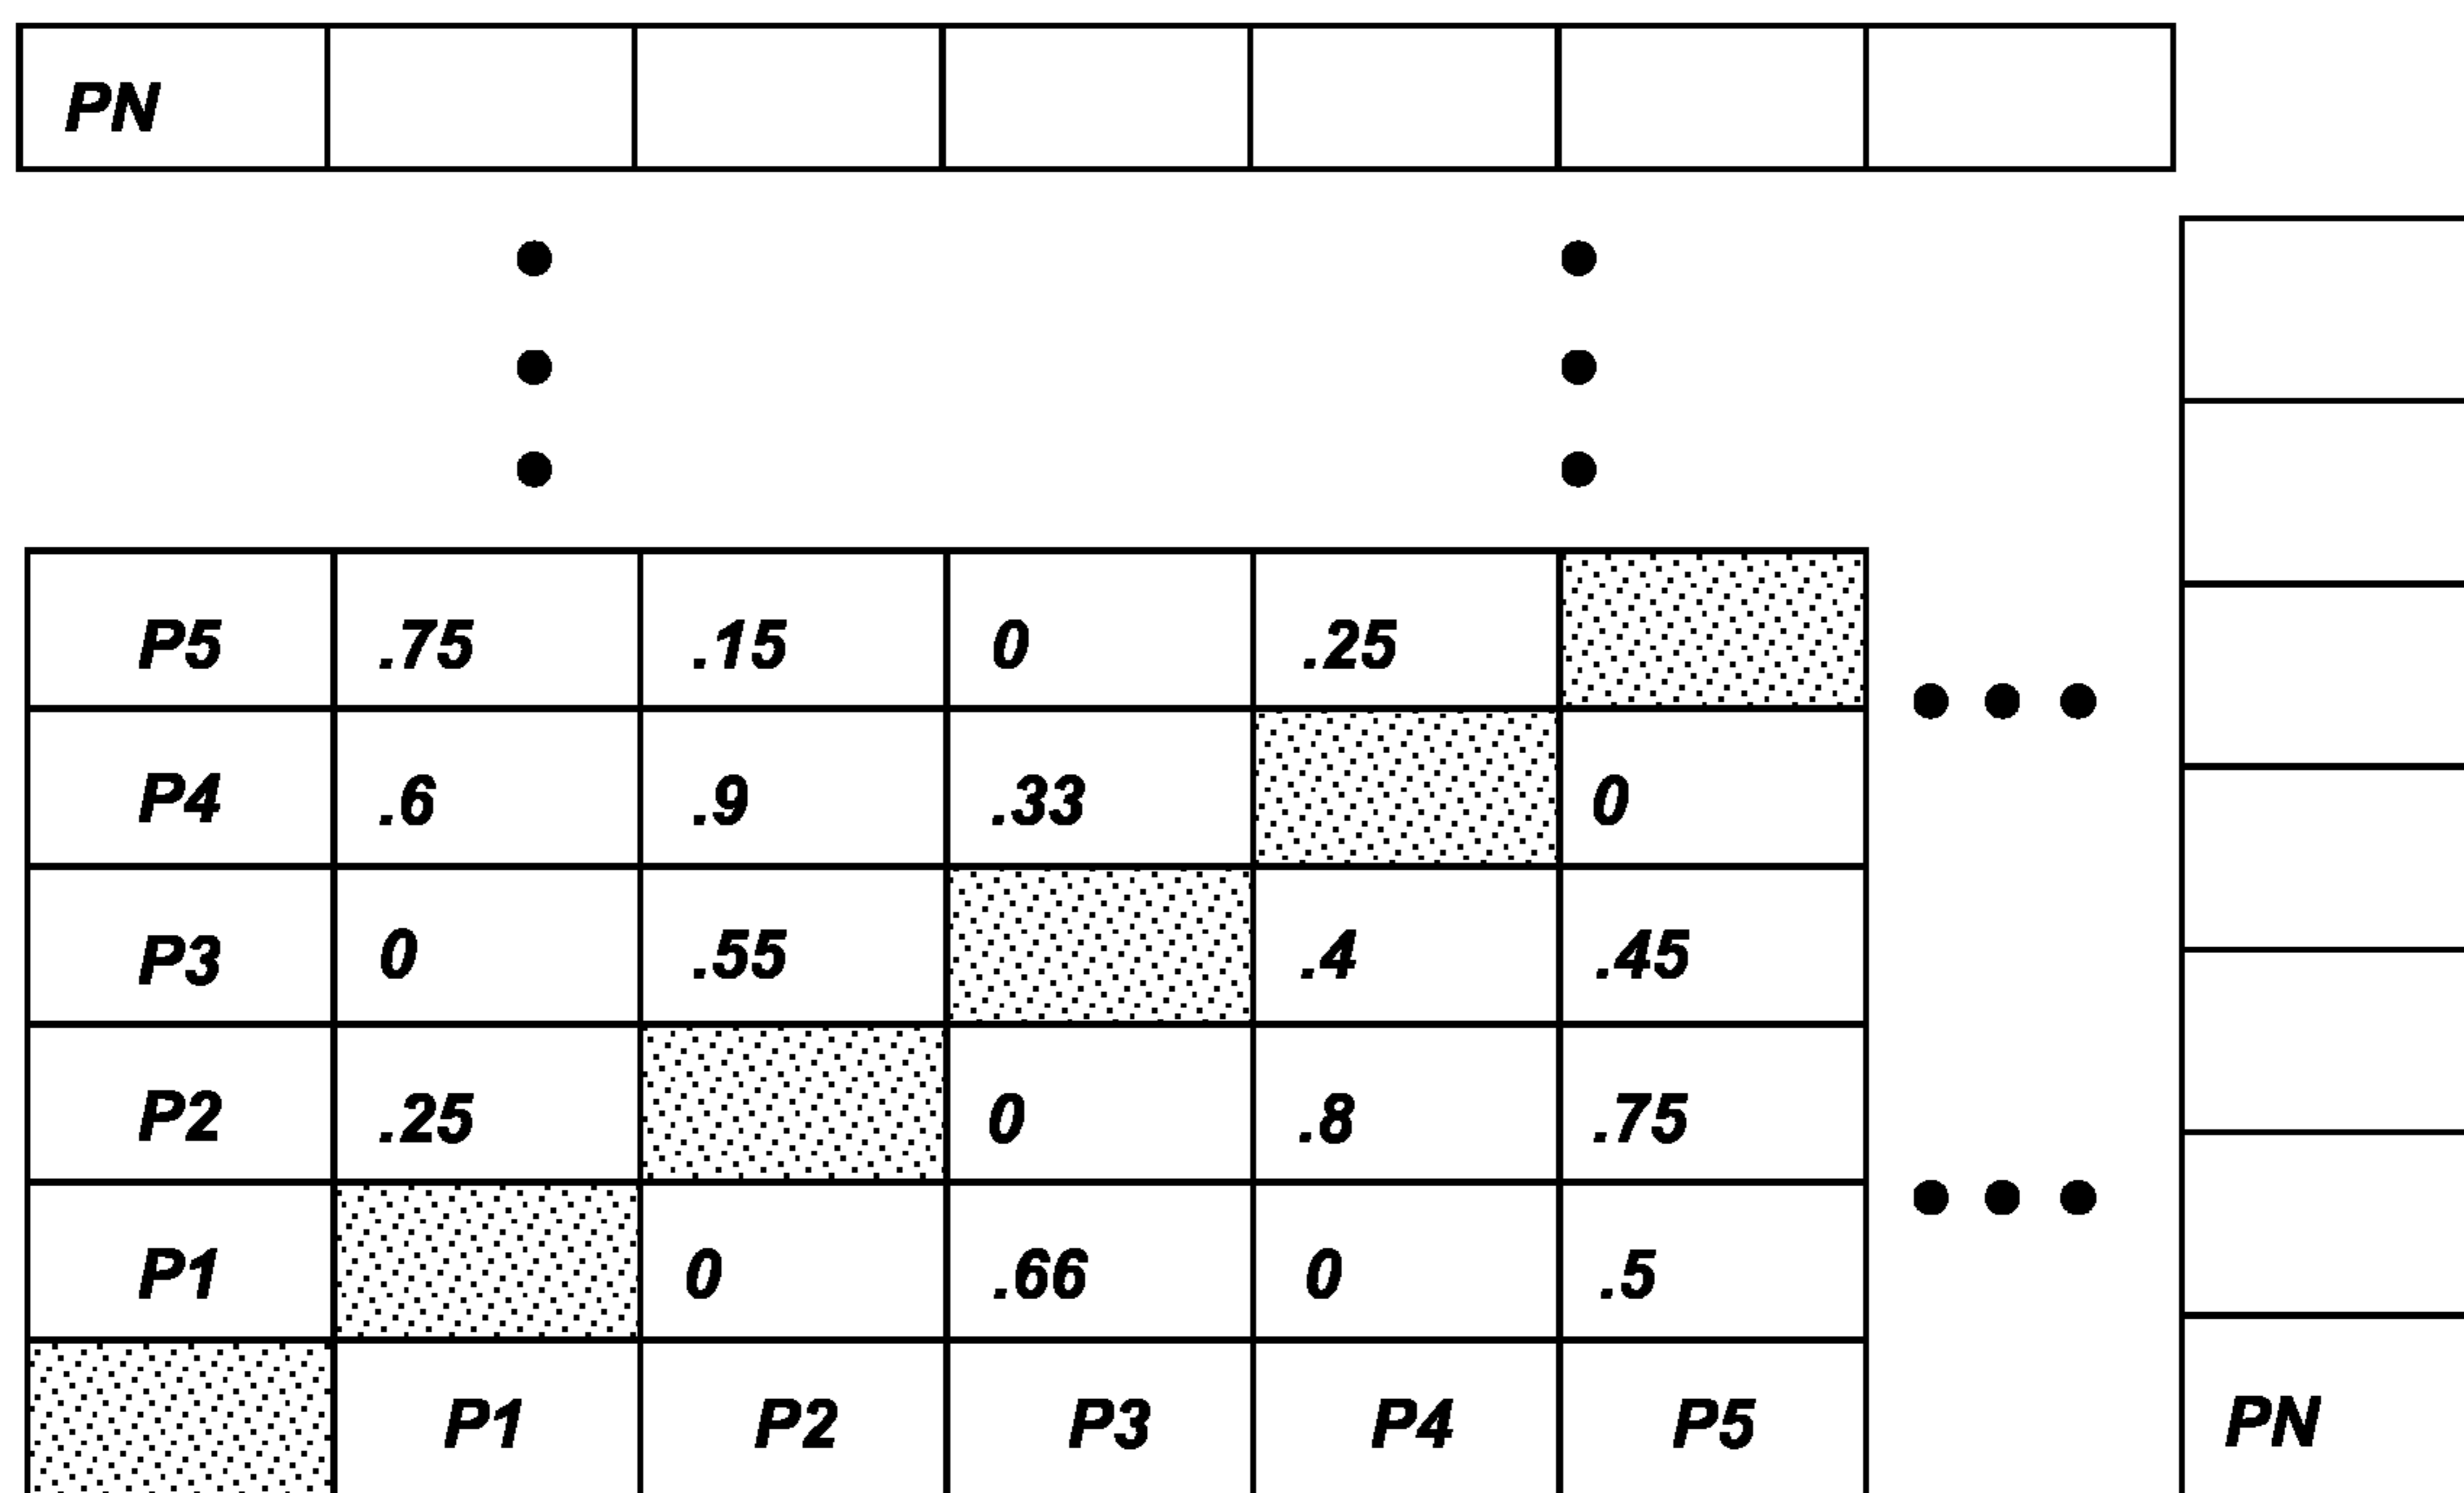 PN
P5 .75 .15 0 .25
P4 .6 .9 .33 0
P3 0 .55 .4 .45
P2 .25 0 .8 .75
P1 0 .66 0 .5
P1 P2 P3 P4 P5 PN